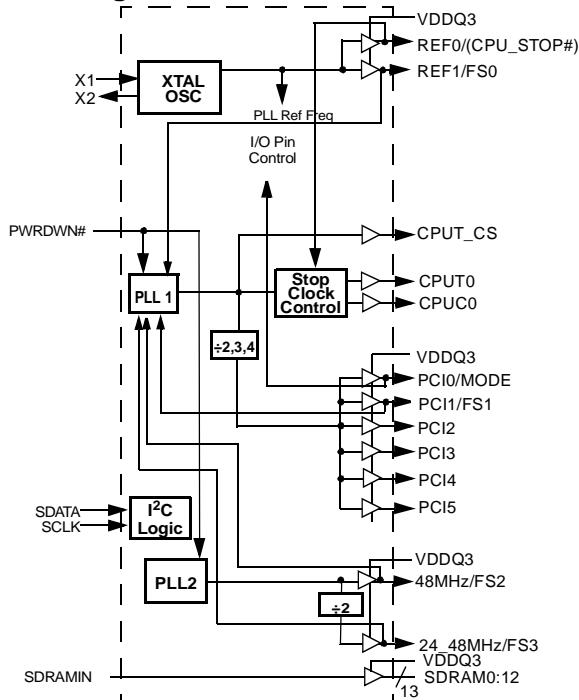 VDDQ3
REF0/(CPU_STOP#)
X1
X2
XTAL
OSC
REF1/FS0
PLL Ref Freq
I/O Pin
Control
PWRDWN#
CPUT_CS
PLL 1
Stop
Clock
Control
CPUT0
CPUC0
÷2,3,4
VDDQ3
PCI0/MODE
PCI1/FS1
PCI2
PCI3
PCI4
PCI5
SDATA
SCLK
I2C
Logic
VDDQ3
PLL2
48MHz/FS2
÷2
24_48MHz/FS3
VDDQ3
SDRAMIN
SDRAM0:12
13